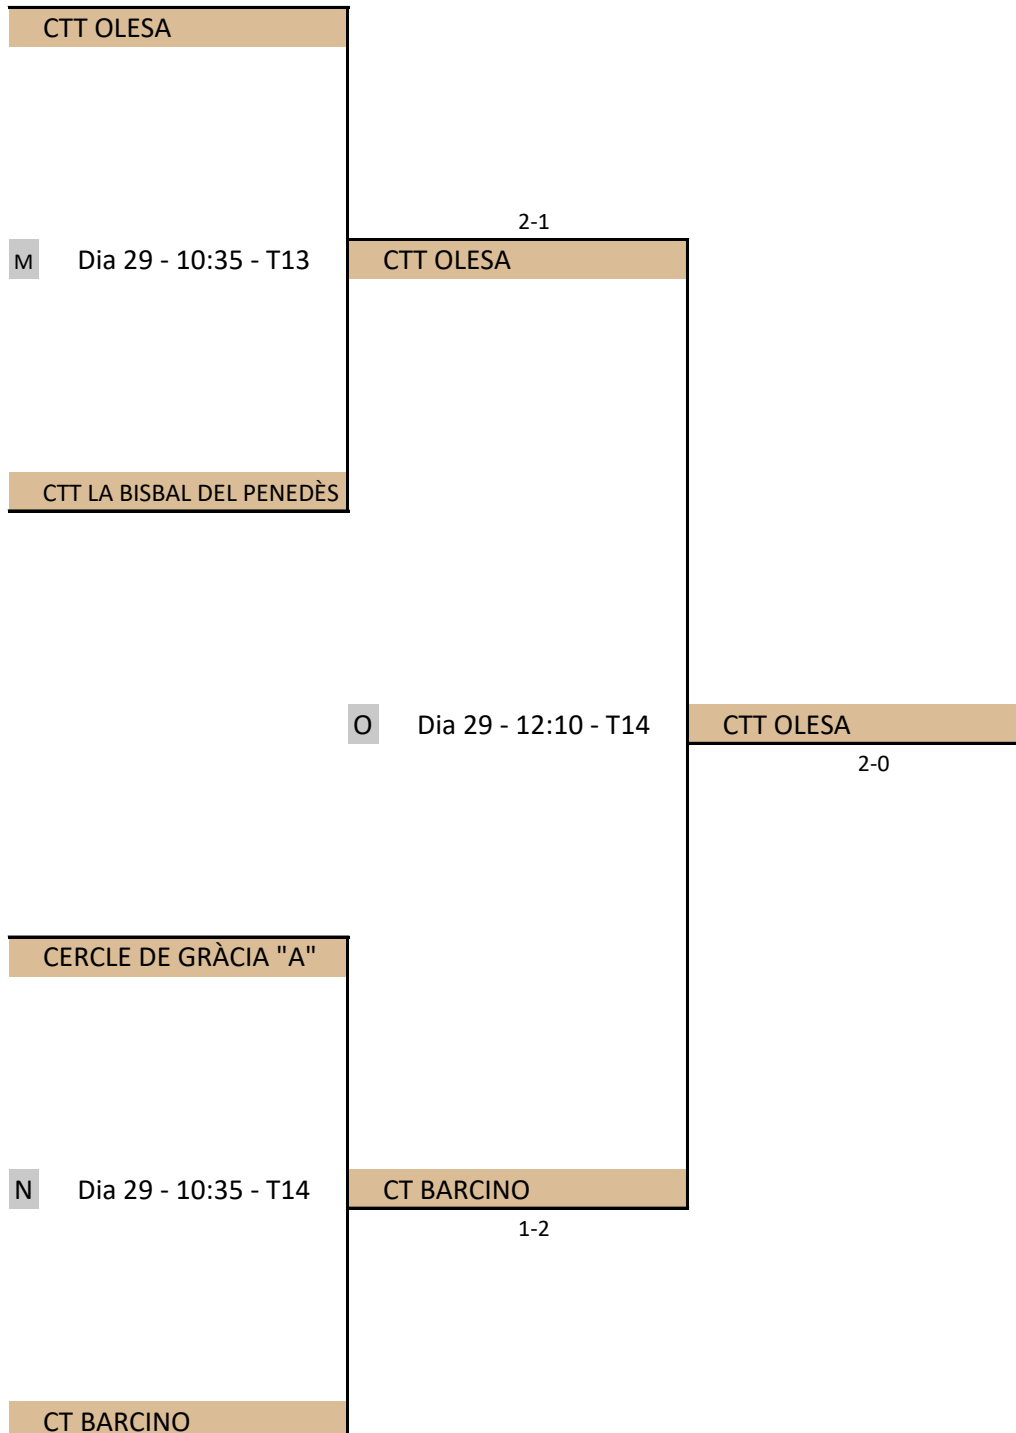 CTT OLESA
2-1
M Dia 29 - 10:35 - T13 CTT OLESA
CTT LA BISBAL DEL PENEDÈS
O Dia 29 - 12:10 - T14 CTT OLESA
2-0
CERCLE DE GRÀCIA "A"
N Dia 29 - 10:35 - T14 CT BARCINO
1-2
CT BARCINO